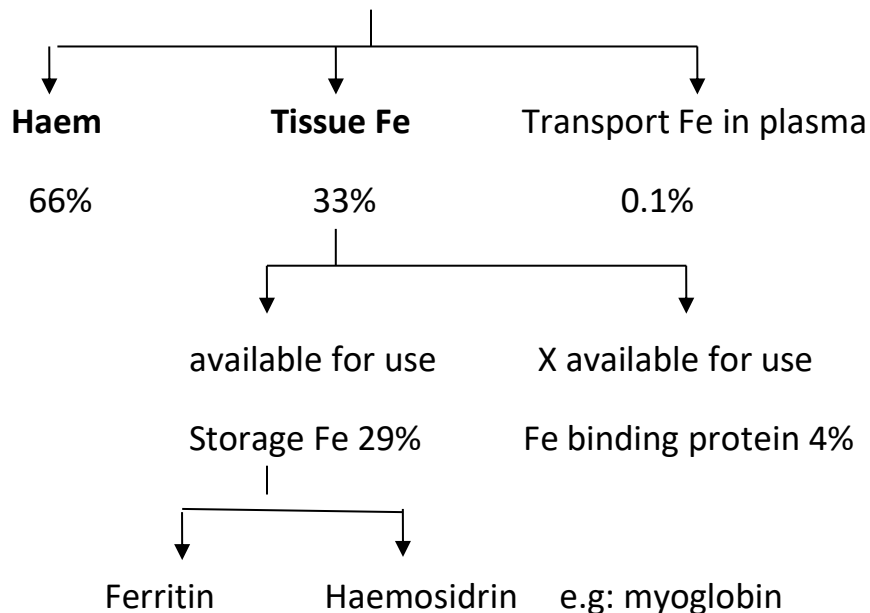 Haem Tissue Fe Transport Fe in plasma
66% 33% 0.1%
available for use X available for use
Storage Fe 29% Fe binding protein 4%
Ferritin Haemosidrin e.g: myoglobin